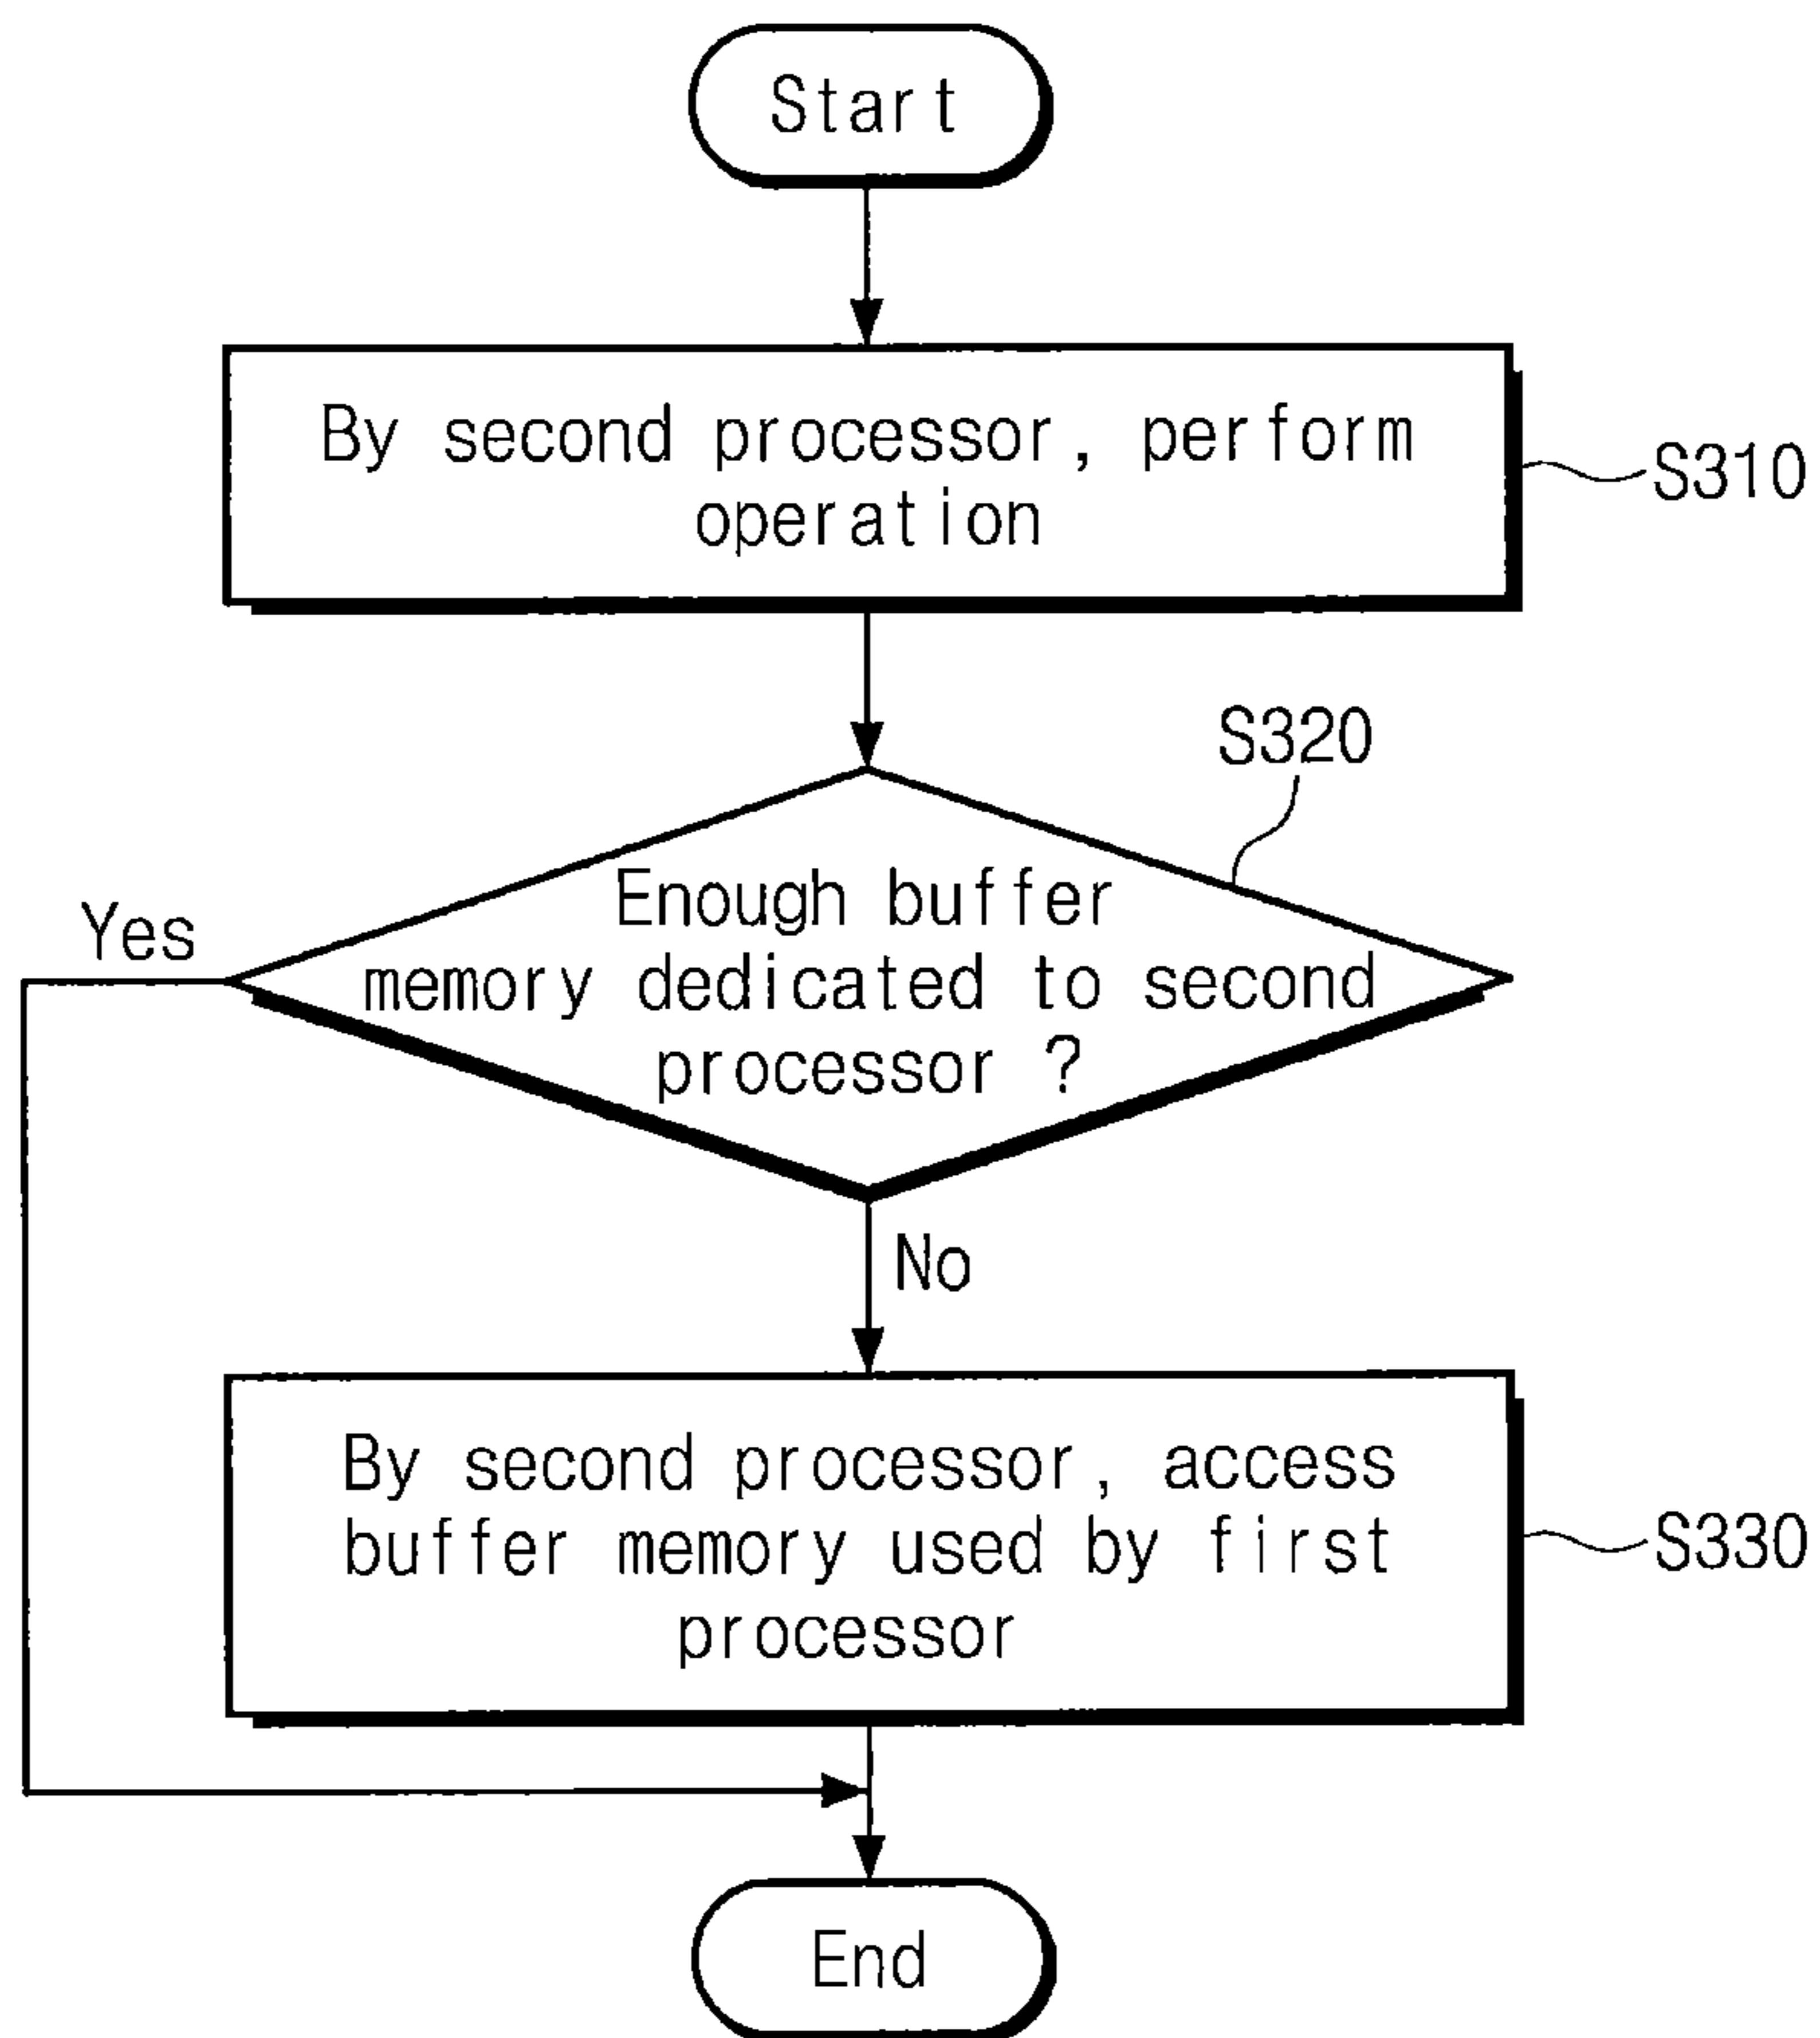 Start
By second processor, perform
operation
S310
S320
Enough buffer
memory dedicated to second
processor ?
Yes
No
By second processor, access
buffer memory used by first
processor
S330
End